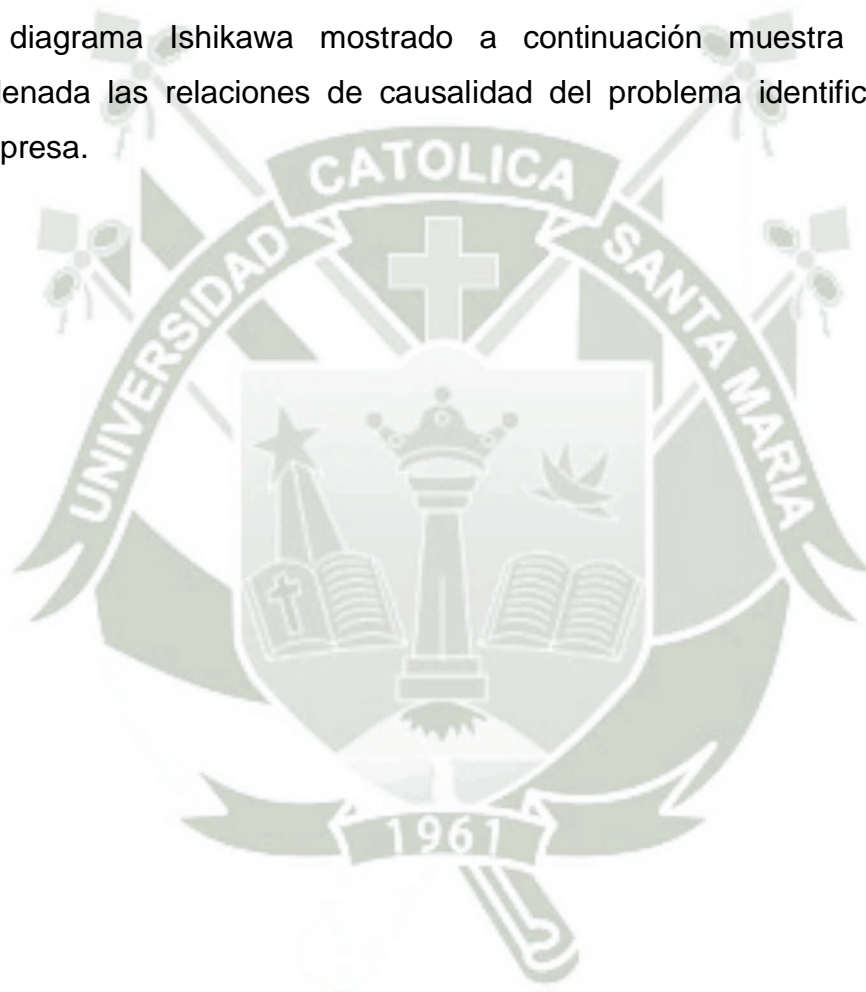 diagrama Ishikawa mostrado a continuación muestra
lenada las relaciones de causalidad del problema identific
presa.
CATOLICA
UNIVERSIDAD
SANTA MARIA
1961